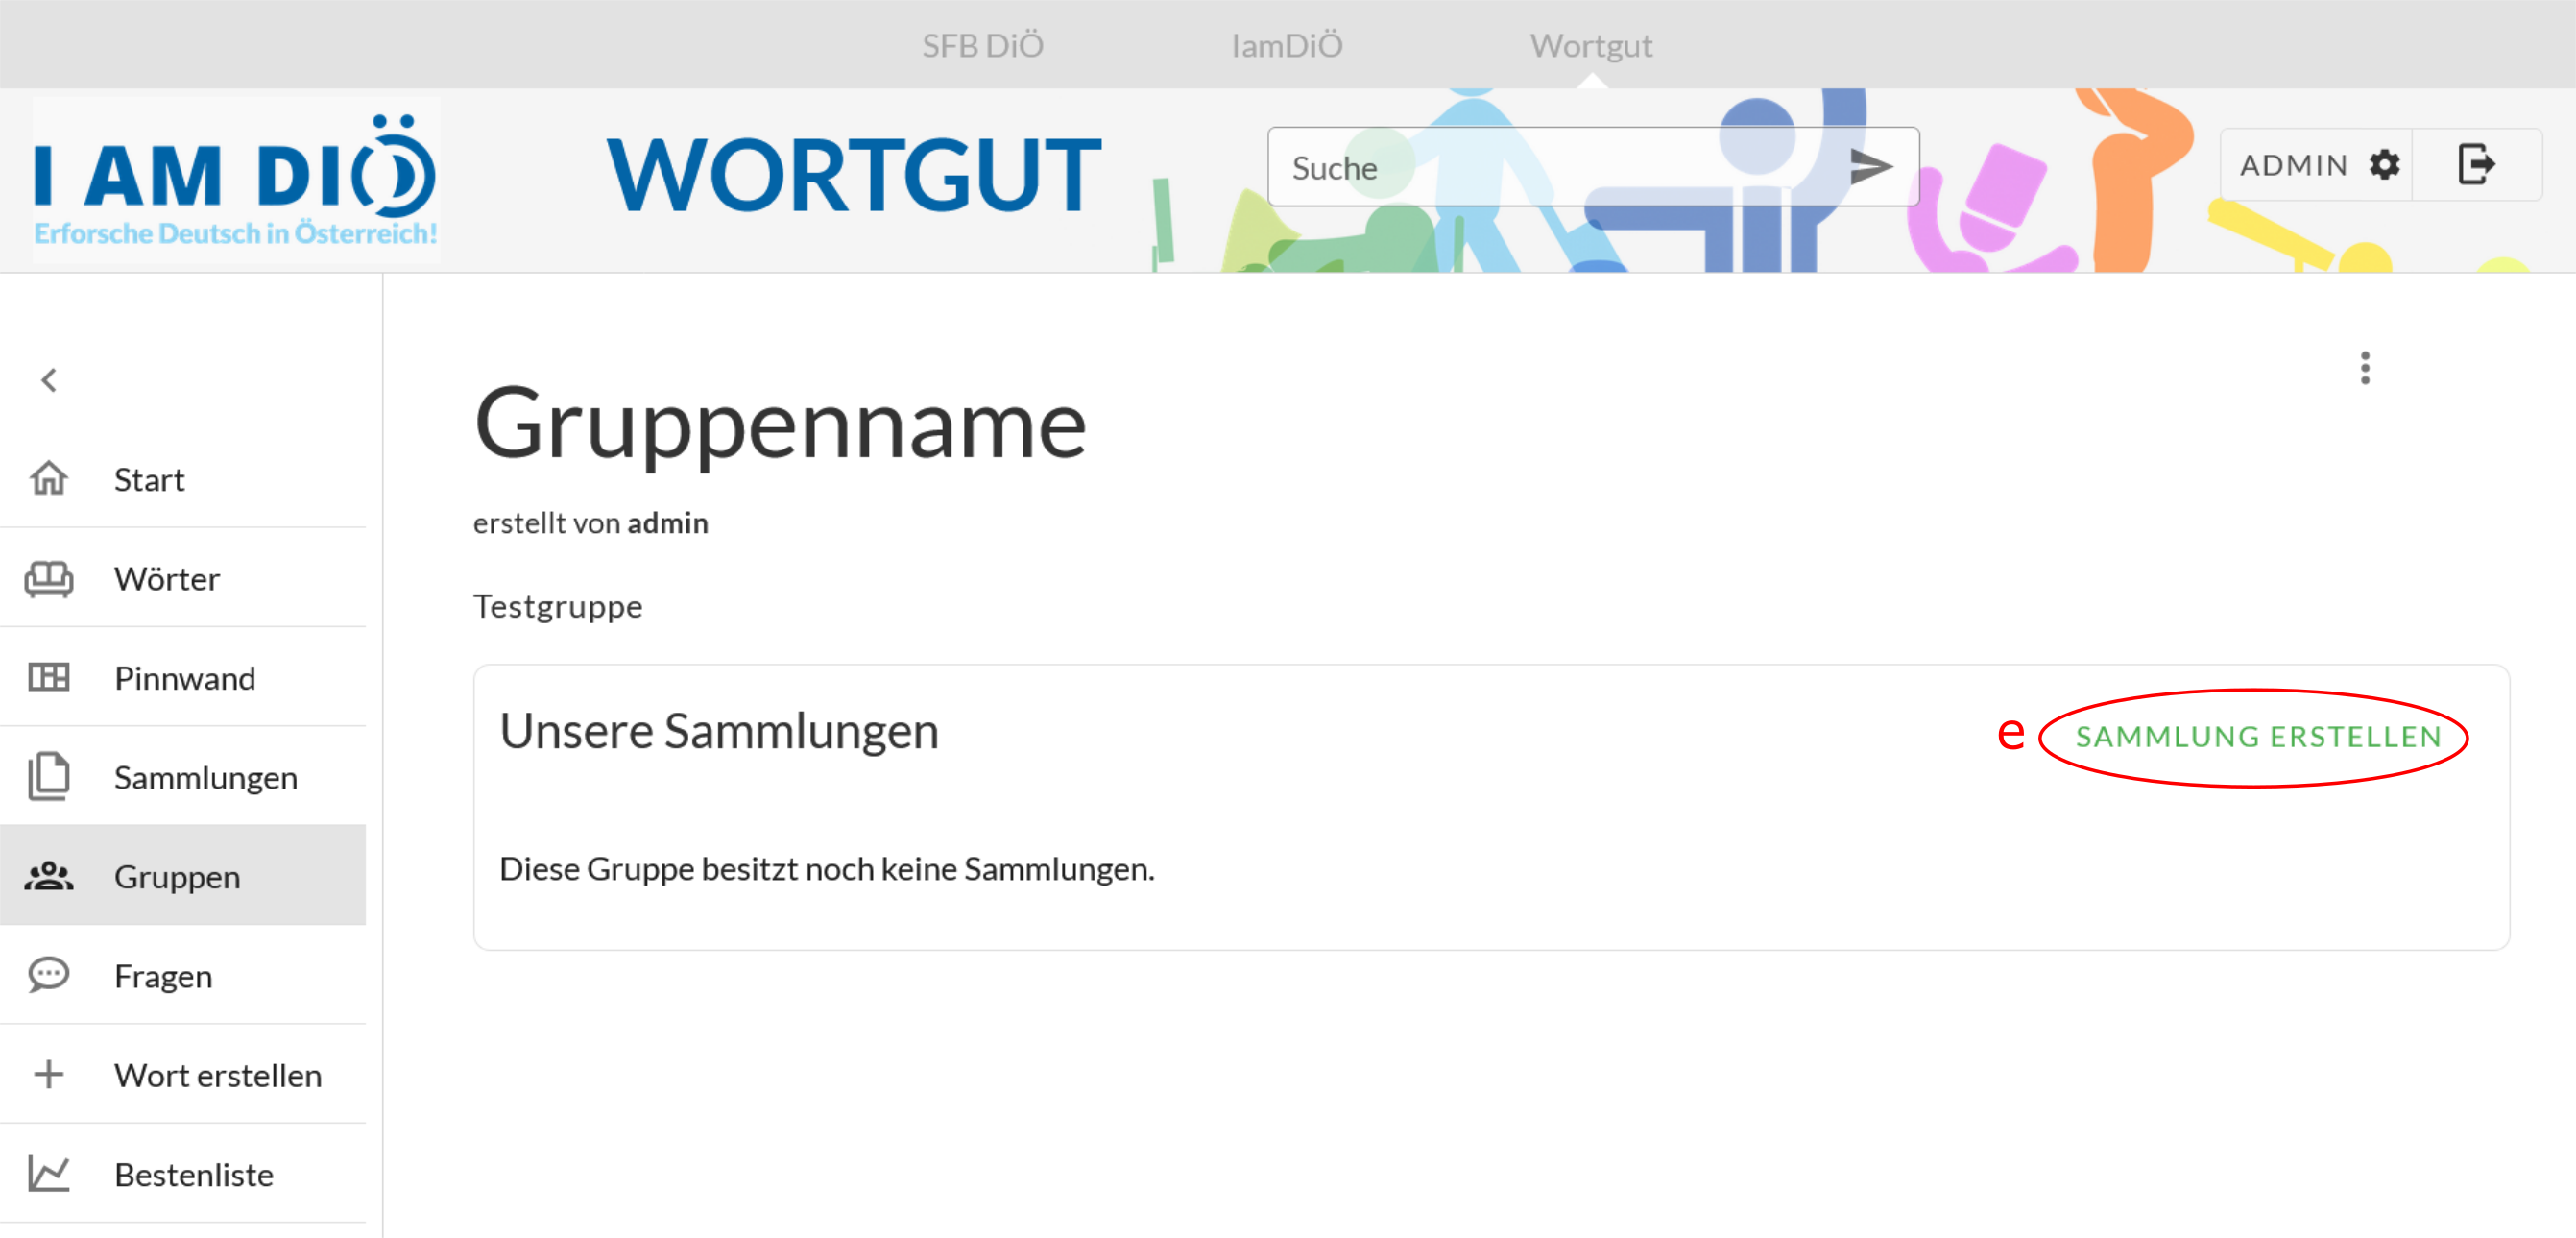 SFB DiÖ IamDiÖ Wortgut
I AM DIÖ
Erforsche Deutsch in Österreich!
WORTGUT
Suche
ADMIN
Start
Wörter
Pinnwand
Sammlungen
Gruppen
Fragen
Wort erstellen
Bestenliste
Gruppenname
erstellt von admin
Testgruppe
Unsere Sammlungen
e SAMMLUNG ERSTELLEN
Diese Gruppe besitzt noch keine Sammlungen.